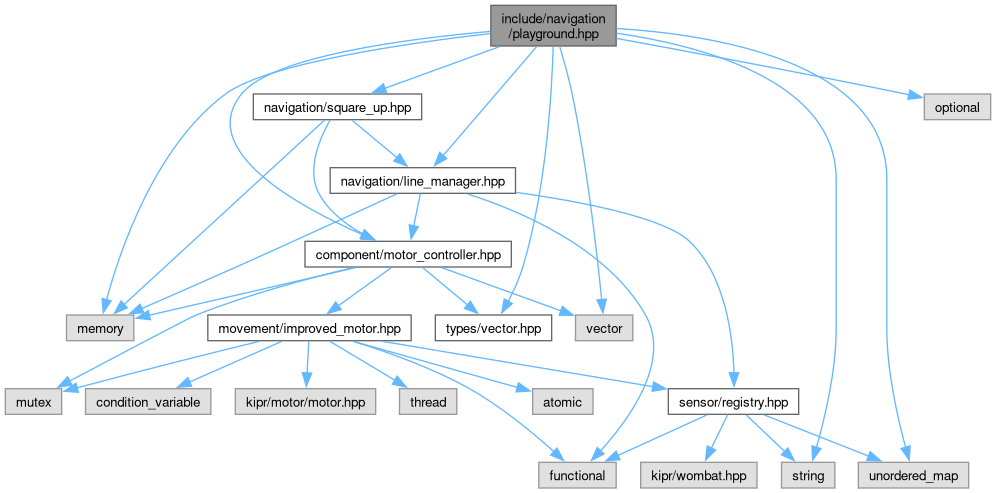 include/navigation
/playground.hpp
navigation/square_up.hpp
optional
navigation/line_manager.hpp
component/motor_controller.hpp
memory
movement/improved_motor.hpp
types/vector.hpp
vector
mutex
condition_variable
kipr/motor/motor.hpp
thread
atomic
sensor/registry.hpp
functional
kipr/wombat.hpp
string
unordered_map